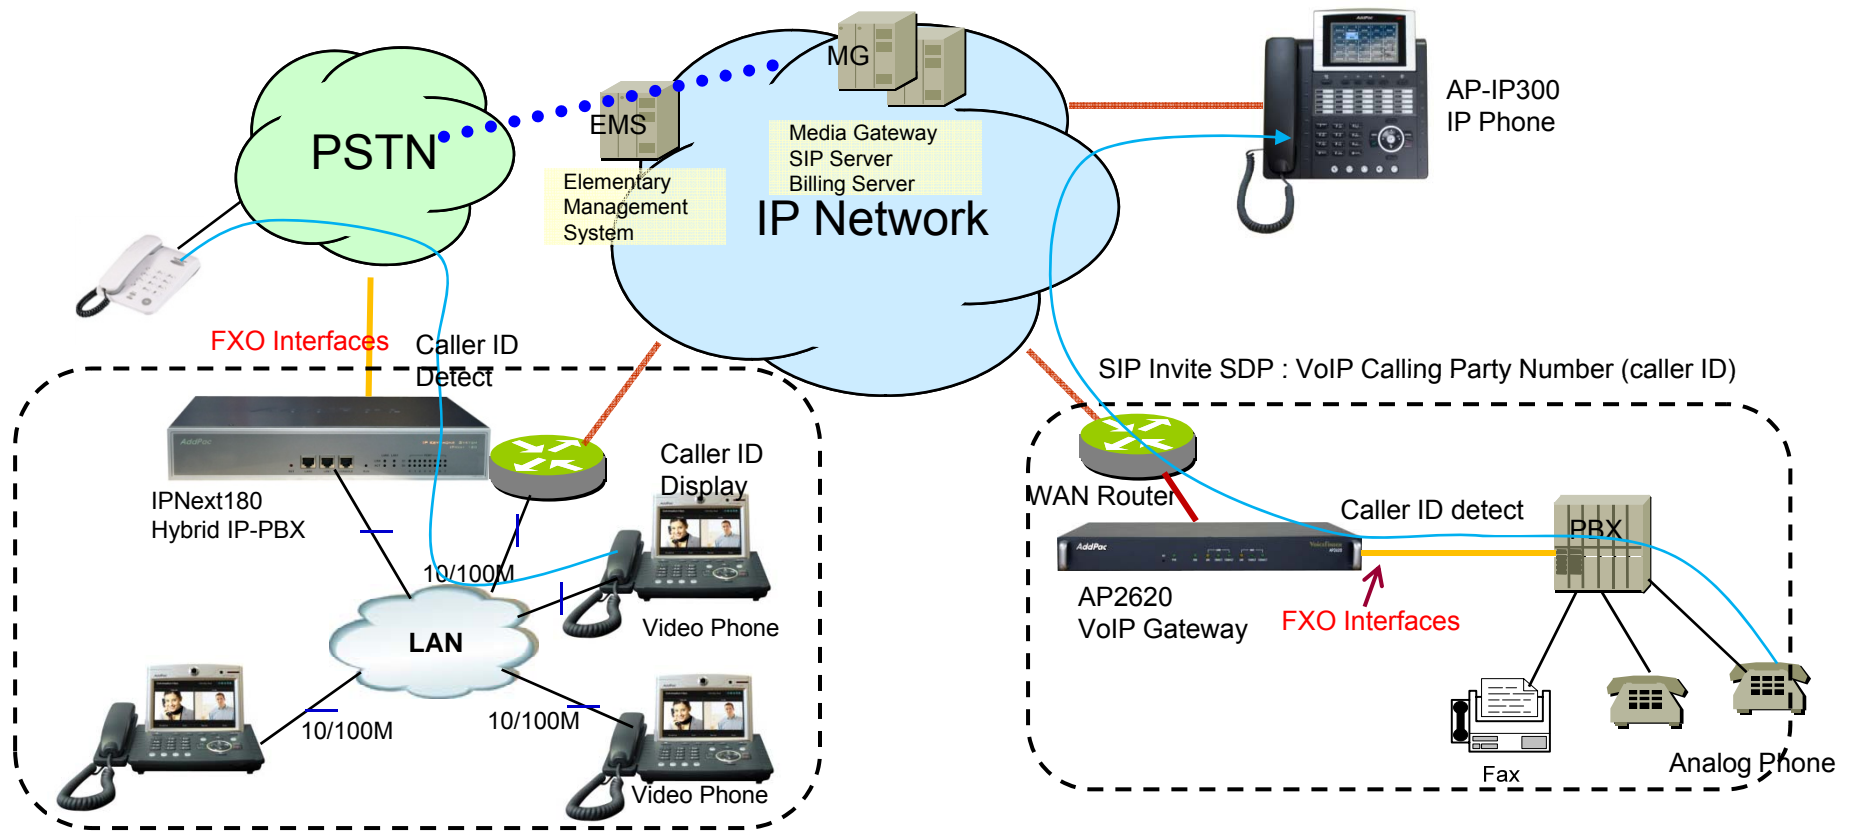 MG
AddPac
EMS
PSTN
AP-IP300
IP Phone
Media Gateway
SIP Server
Billing Server
Elementary
Management
System
IP Network
FXO Interfaces
Caller ID
Detect
SIP Invite SDP : VoIP Calling Party Number (caller ID)
AddPac
IPNext180
Hybrid IP-PBX
Caller ID
Display
WAN Router
Caller ID detect
PBX
AddPac
AP2620
VoIP Gateway
FXO Interfaces
10/100M
LAN
Video Phone
10/100M
10/100M
Video Phone
Fax
Analog Phone